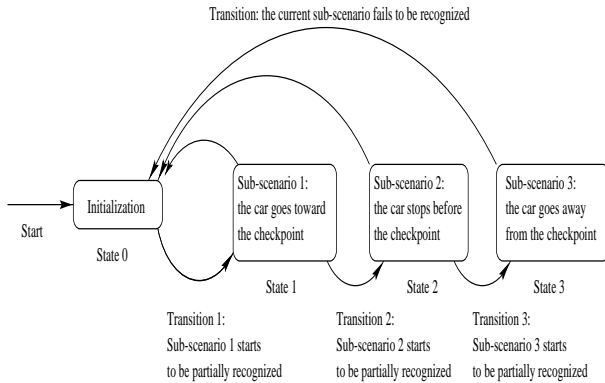 Transition: the current sub-scenario fails to be recognized
Start
Initialization
State 0
Sub-scenario 1:
the car goes toward
the checkpoint
State 1
Sub-scenario 2:
the car stops before
the checkpoint
State 2
Sub-scenario 3:
the car goes away
from the checkpoint
State 3
Transition 1:
Sub-scenario 1 starts
to be partially recognized
Transition 2:
Sub-scenario 2 starts
to be partially recognized
Transition 3:
Sub-scenario 3 starts
to be partially recognized